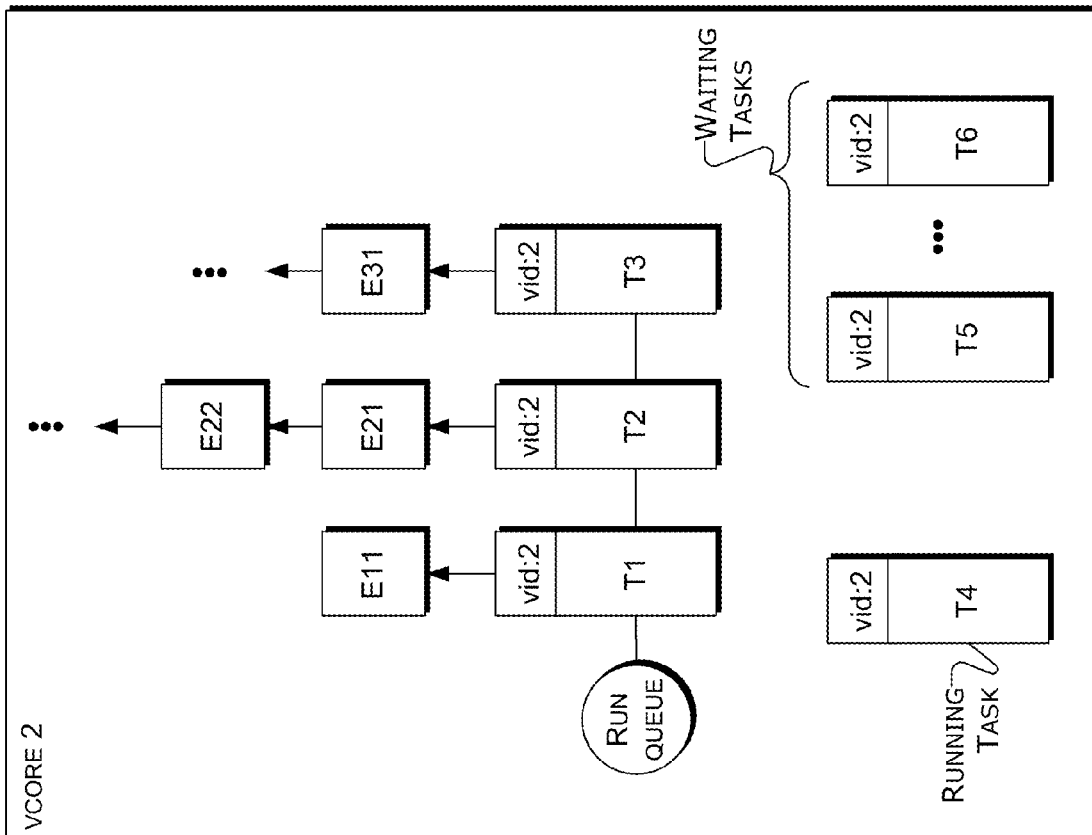 VCORE 2
•••
•••
E22
E11
E21
E31
vid:2
T1
vid:2
T2
vid:2
T3
RUN
QUEUE
WAITING
TASKS
vid:2
T4
vid:2
T5
•••
vid:2
T6
RUNNING
TASK